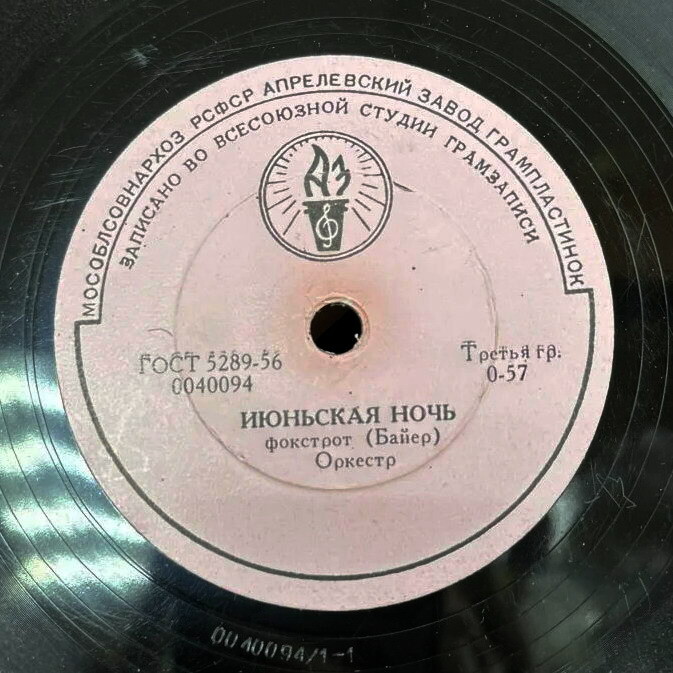 МОСОБЛСОВНАРХОЗ РСФСР АПРЕЛЕВСКИЙ ЗАВОД ГРАМПЛАСТИНОК
ЗАПИСАНО ВО ВСЕСОЮЗНОЙ СТУДИИ ГРАМЗАПИСИ
АЗ
ГОСТ 5289-56
0040094
Третья гр.
0-57
ИЮНЬСКАЯ НОЧЬ
фокстрот (Байер)
Оркестр
0040094/1-1